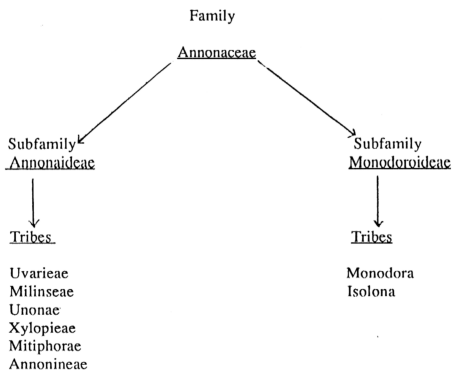 Family
Annonaceae
Subfamily
Annonaideae
Subfamily
Monodoroideae
Tribes
Uvarieae
Milinseae
Unonae
Xylopieae
Mitiphorae
Annonineae
Tribes
Monodora
Isolona